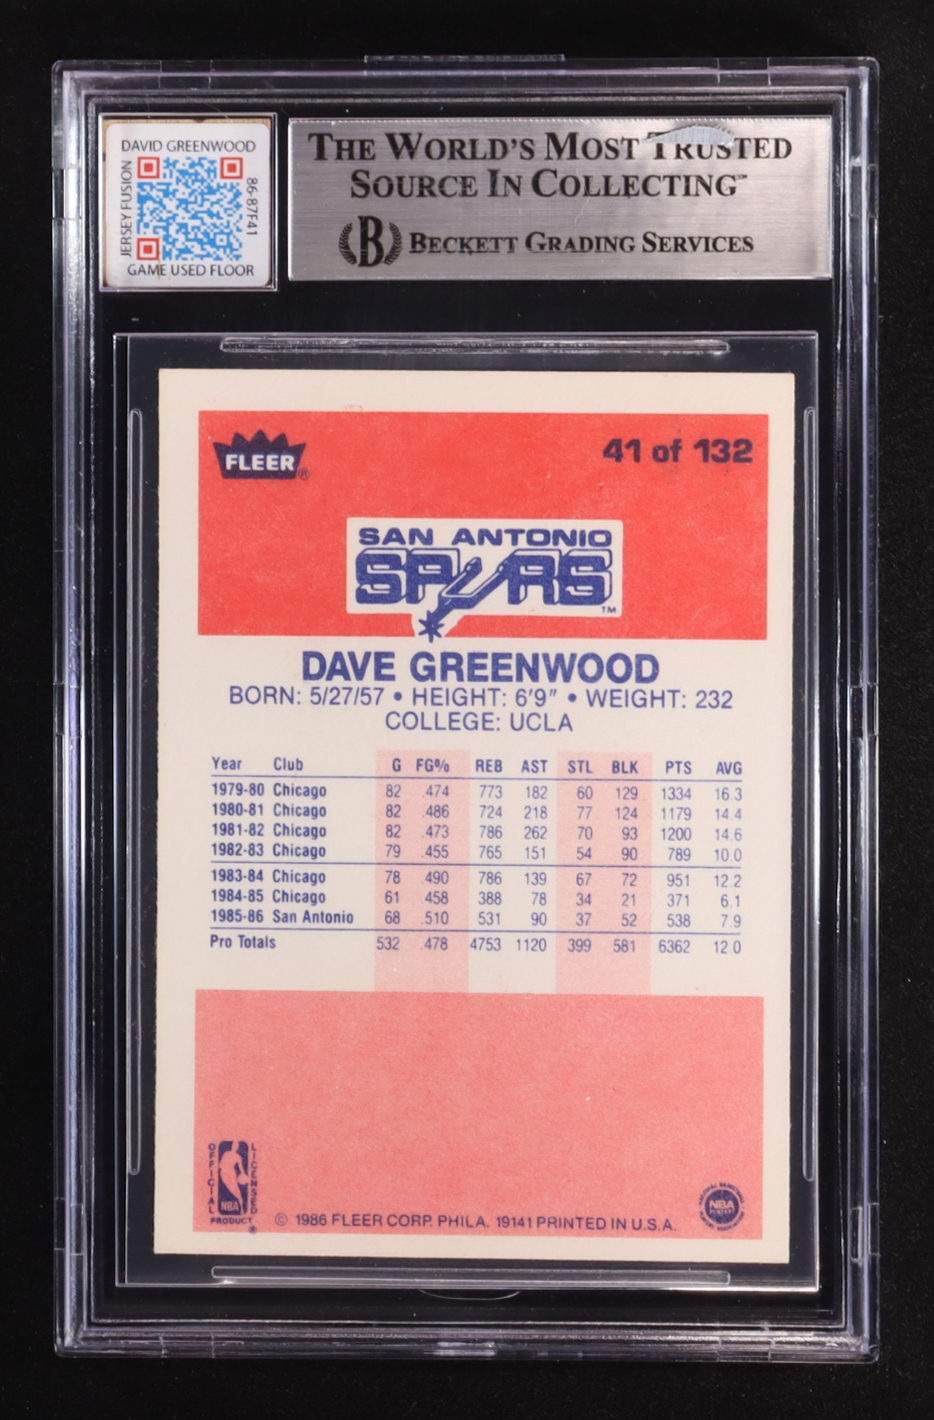 DAVID GREENWOOD
JERSEY FUSION
86-87F41
GAME USED FLOOR
THE WORLD'S MOST TRUSTED
SOURCE IN COLLECTING
B BECKETT GRADING SERVICES
FLEER®
41 of 132
SAN ANTONIO
SPURS TM
DAVE GREENWOOD
BORN: 5/27/57 • HEIGHT: 6'9" • WEIGHT: 232
COLLEGE: UCLA
Year Club G FG% REB AST STL BLK PTS AVG
1979-80 Chicago 82 .474 773 182 60 129 1334 16.3
1980-81 Chicago 82 .486 724 218 77 124 1179 14.4
1981-82 Chicago 82 .473 786 262 70 93 1200 14.6
1982-83 Chicago 79 .455 765 151 54 90 789 10.0
1983-84 Chicago 78 .490 786 139 67 72 951 12.2
1984-85 Chicago 61 .458 388 78 34 21 371 6.1
1985-86 San Antonio 68 .510 531 90 37 52 538 7.9
Pro Totals 532 .478 4753 1120 399 581 6362 12.0
OFFICIAL
LICENSED
NBA
PRODUCT ®
© 1986 FLEER CORP. PHILA. 19141 PRINTED IN U.S.A.
NATIONAL BASKETBALL
NBA
PLAYERS
ASSOCIATION